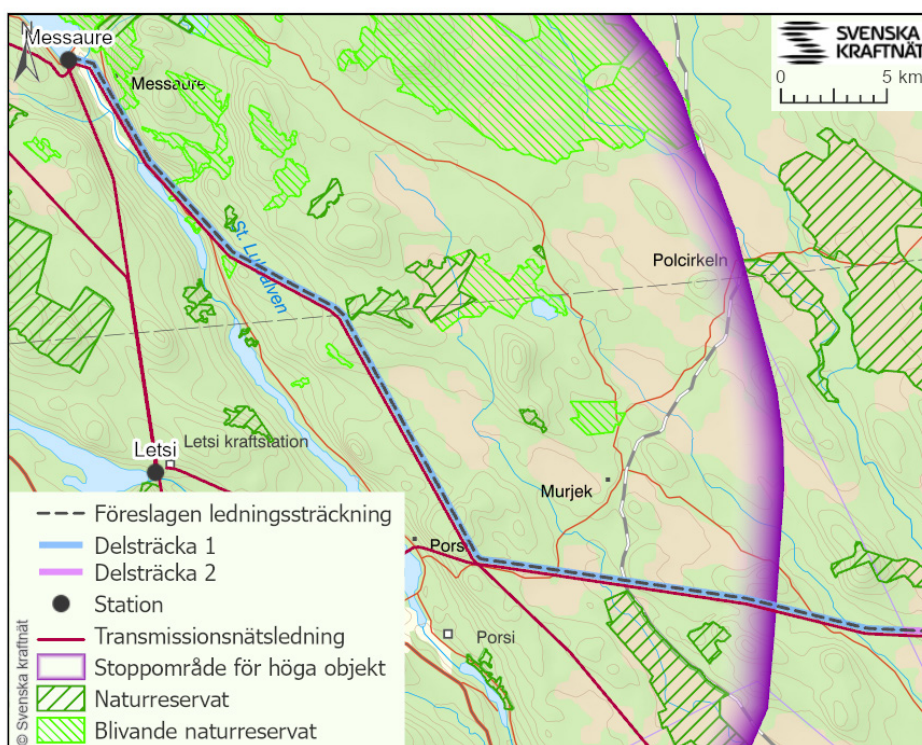 N
Messaure
Messaure
SVENSKA
KRAFTNÄT
0 5 km
St. Luleälven
Polcirkeln
Letsi kraftstation
Letsi
Murjek
Porsi
Porsi
Föreslagen ledningssträckning
Delsträcka 1
Delsträcka 2
Station
Transmissionsnätsledning
Stoppområde för höga objekt
Naturreservat
Blivande naturreservat
© Svenska kraftnät